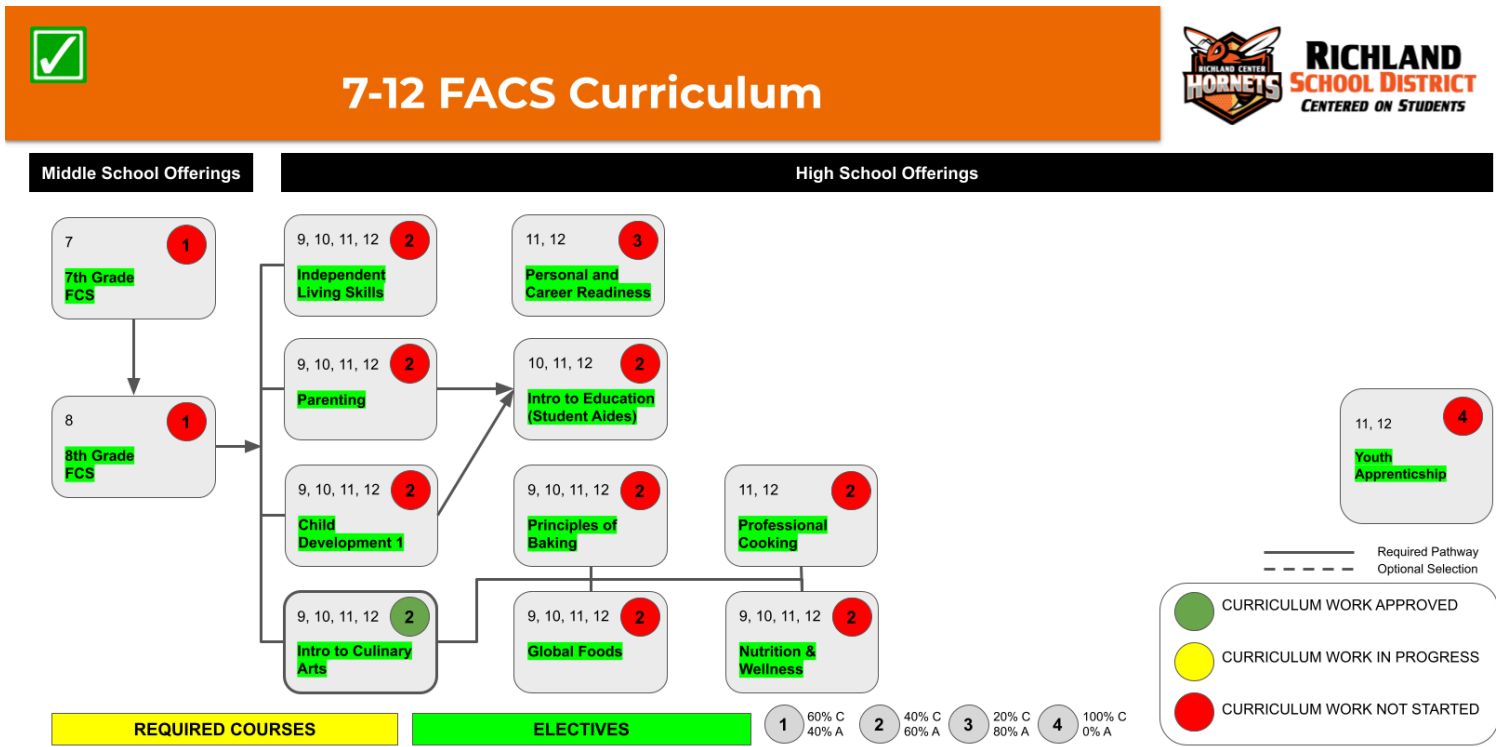 7-12 FACS Curriculum
RICHLAND CENTER
HORNETS
RICHLAND
SCHOOL DISTRICT
CENTERED ON STUDENTS
Middle School Offerings
High School Offerings
7
1
7th Grade
FCS
8
1
8th Grade
FCS
9, 10, 11, 12
2
Independent
Living Skills
11, 12
3
Personal and
Career Readiness
9, 10, 11, 12
2
Parenting
10, 11, 12
2
Intro to Education
(Student Aides)
11, 12
4
Youth
Apprenticship
9, 10, 11, 12
2
Child
Development 1
9, 10, 11, 12
2
Principles of
Baking
11, 12
2
Professional
Cooking
9, 10, 11, 12
2
Intro to Culinary
Arts
9, 10, 11, 12
2
Global Foods
9, 10, 11, 12
2
Nutrition &
Wellness
Required Pathway
Optional Selection
CURRICULUM WORK APPROVED
CURRICULUM WORK IN PROGRESS
CURRICULUM WORK NOT STARTED
REQUIRED COURSES
ELECTIVES
1
60% C
40% A
2
40% C
60% A
3
20% C
80% A
4
100% C
0% A